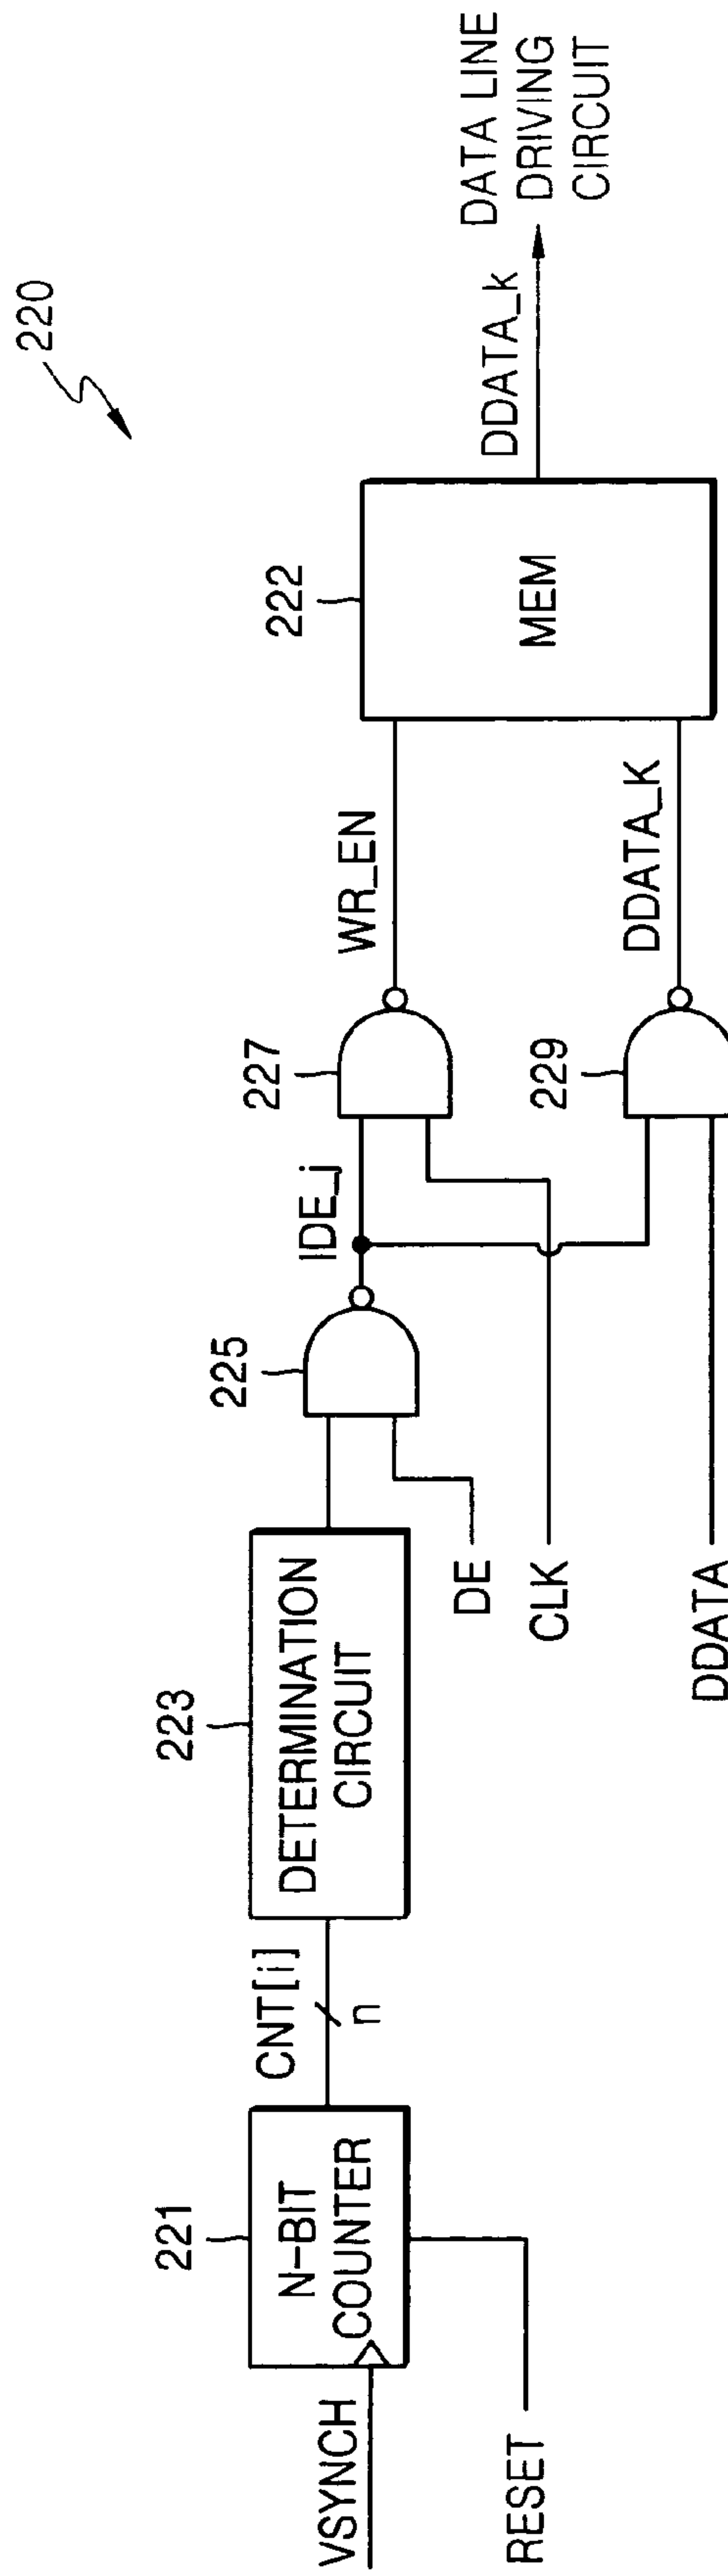 220
VSYNCH
RESET
221
N-BIT
COUNTER
CNT[i]
n
223
DETERMINATION
CIRCUIT
DE
CLK
DDATA
225
IDE_j
227
229
WR_EN
DDATA_K
222
MEM
DDATA_k
DATA LINE
DRIVING
CIRCUIT